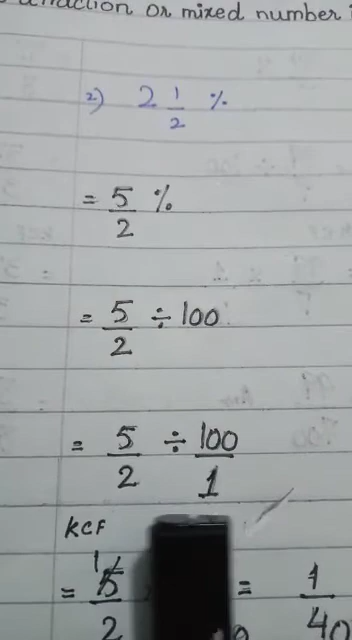 fraction or mixed number
2) 2 1/2 %
= 5/2 %
= 5/2 ÷ 100
= 5/2 ÷ 100/1
KCF
= 1 5/2 = 1/40